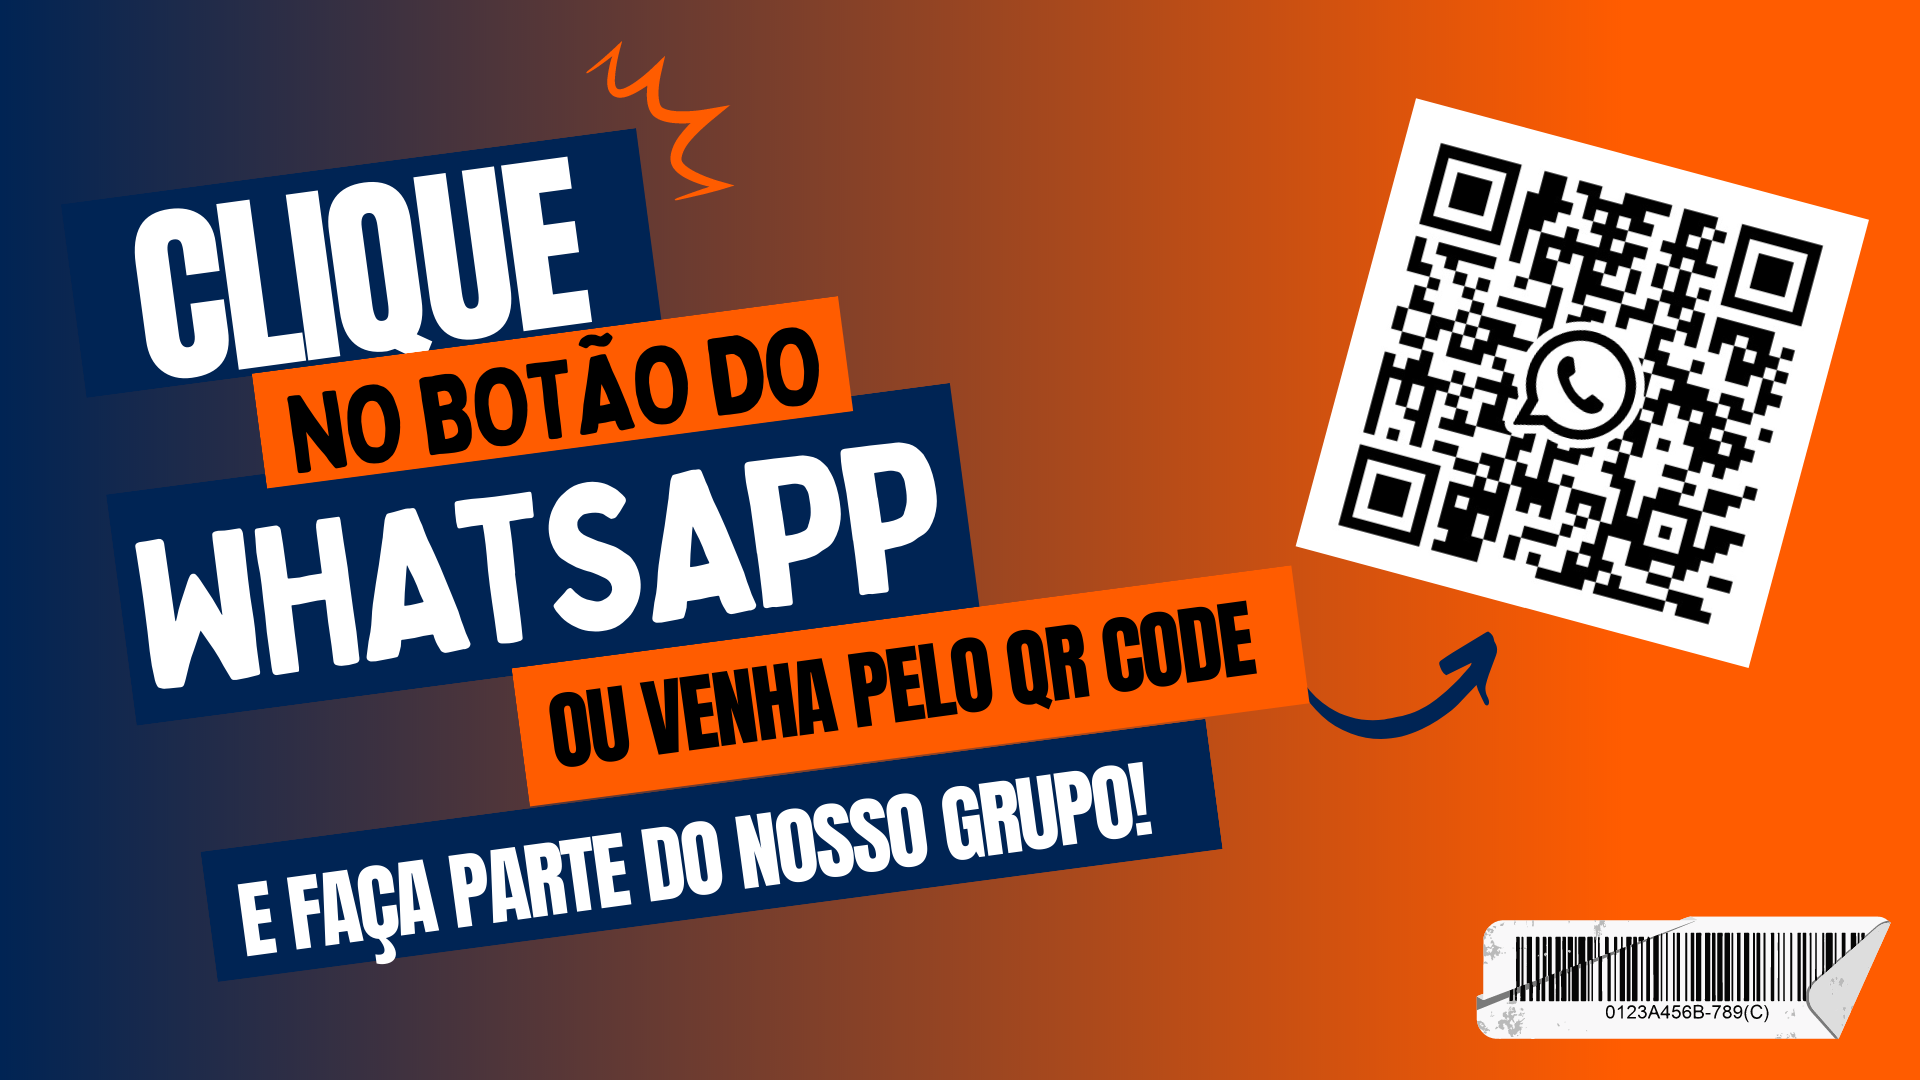 CLIQUE
NO BOTÃO DO
WHATSAPP
OU VENHA PELO QR CODE
E FAÇA PARTE DO NOSSO GRUPO!
0123A456B-789(C)